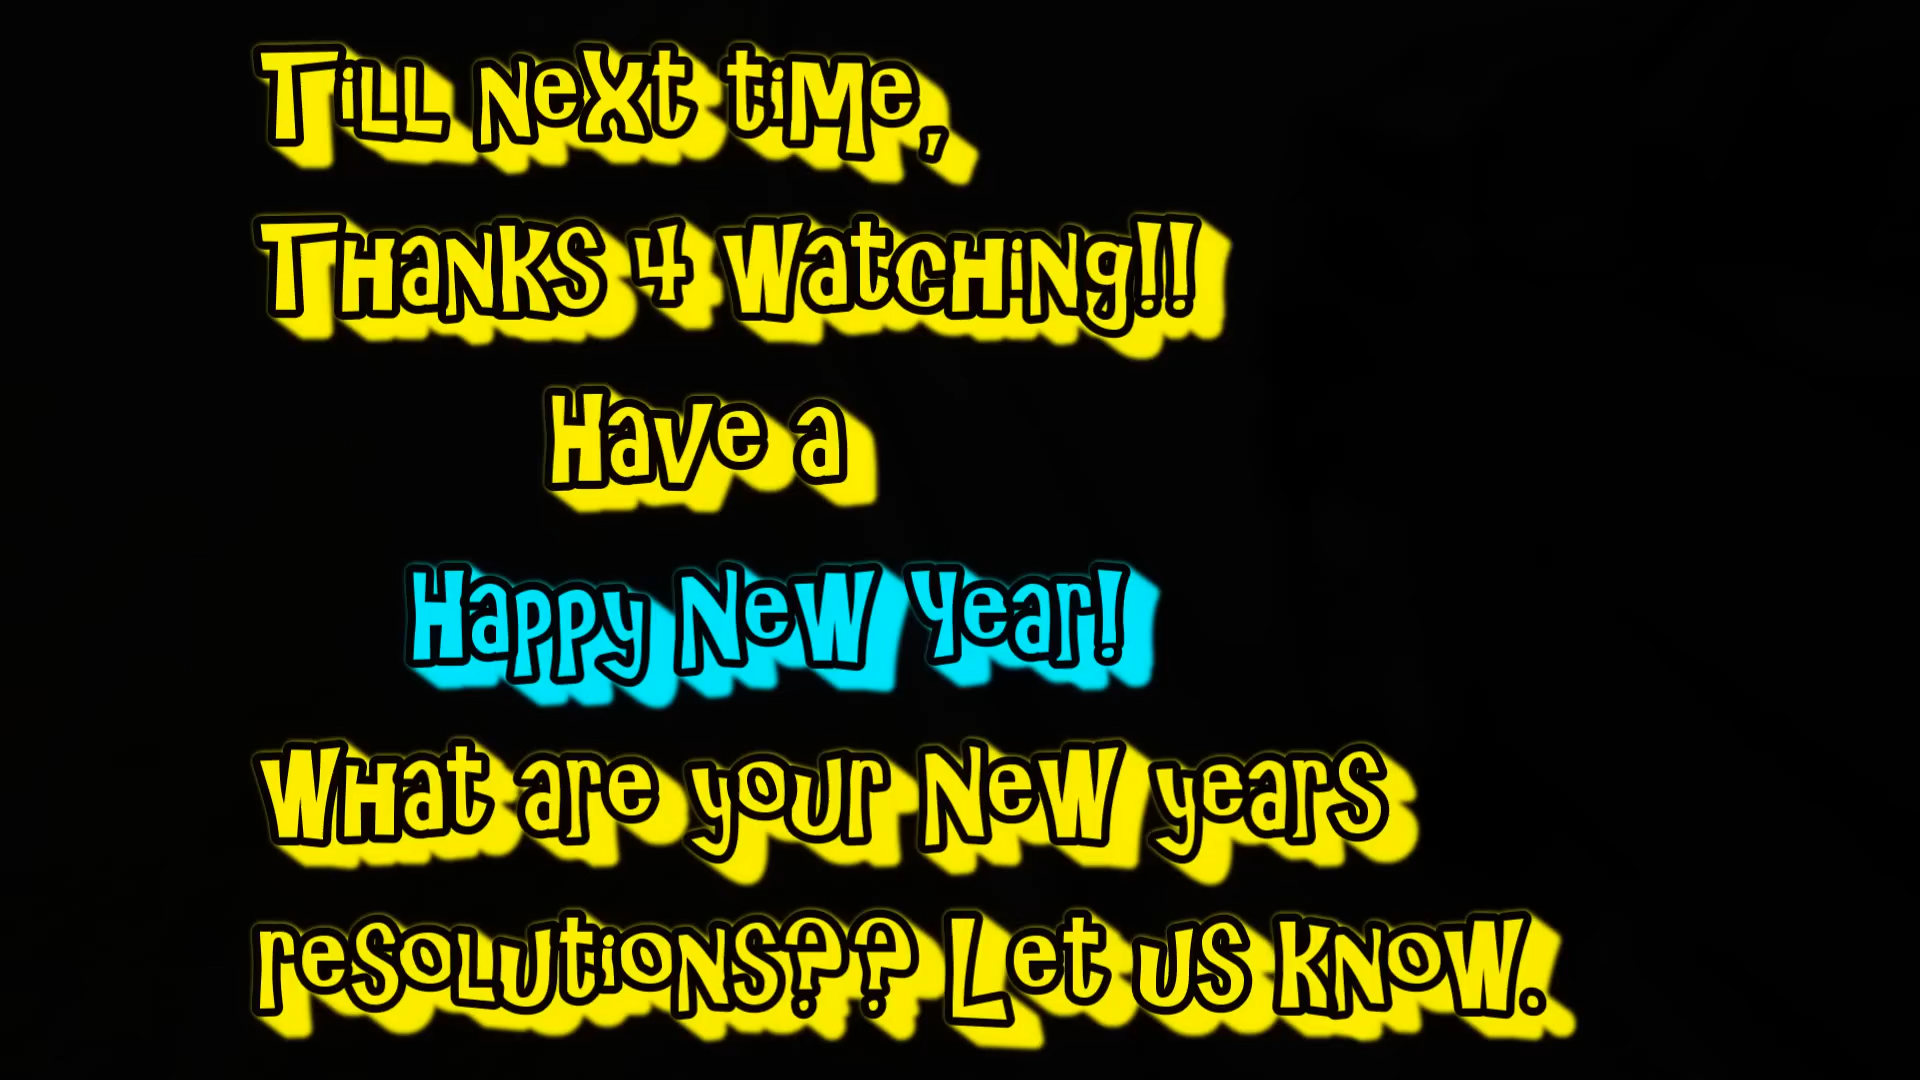 Till next time,
Thanks 4 watching!!
Have a
Happy New Year!
What are your New years
resolutions?? Let us know.